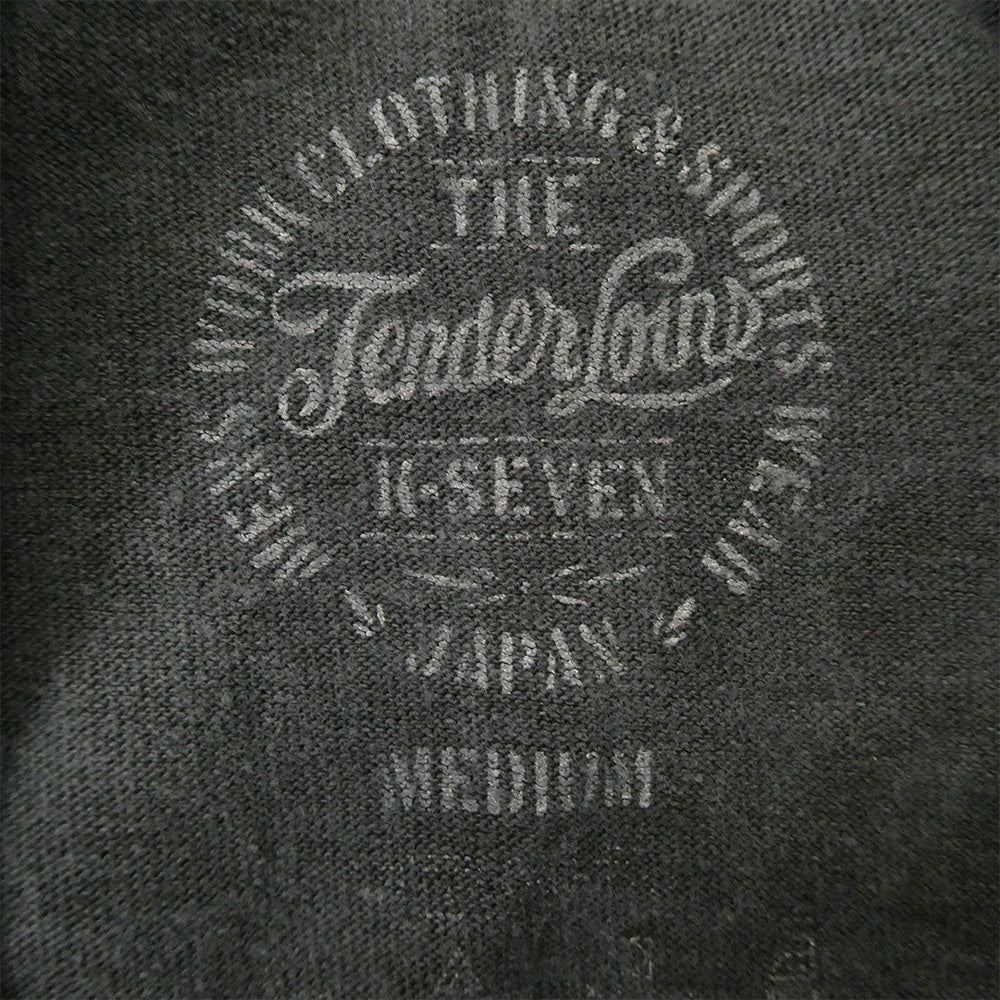 MEN'S WORK CLOTHING & SPORTS WEAR
THE
TenderLoin
K-SEVEN
JAPAN
MEDIUM